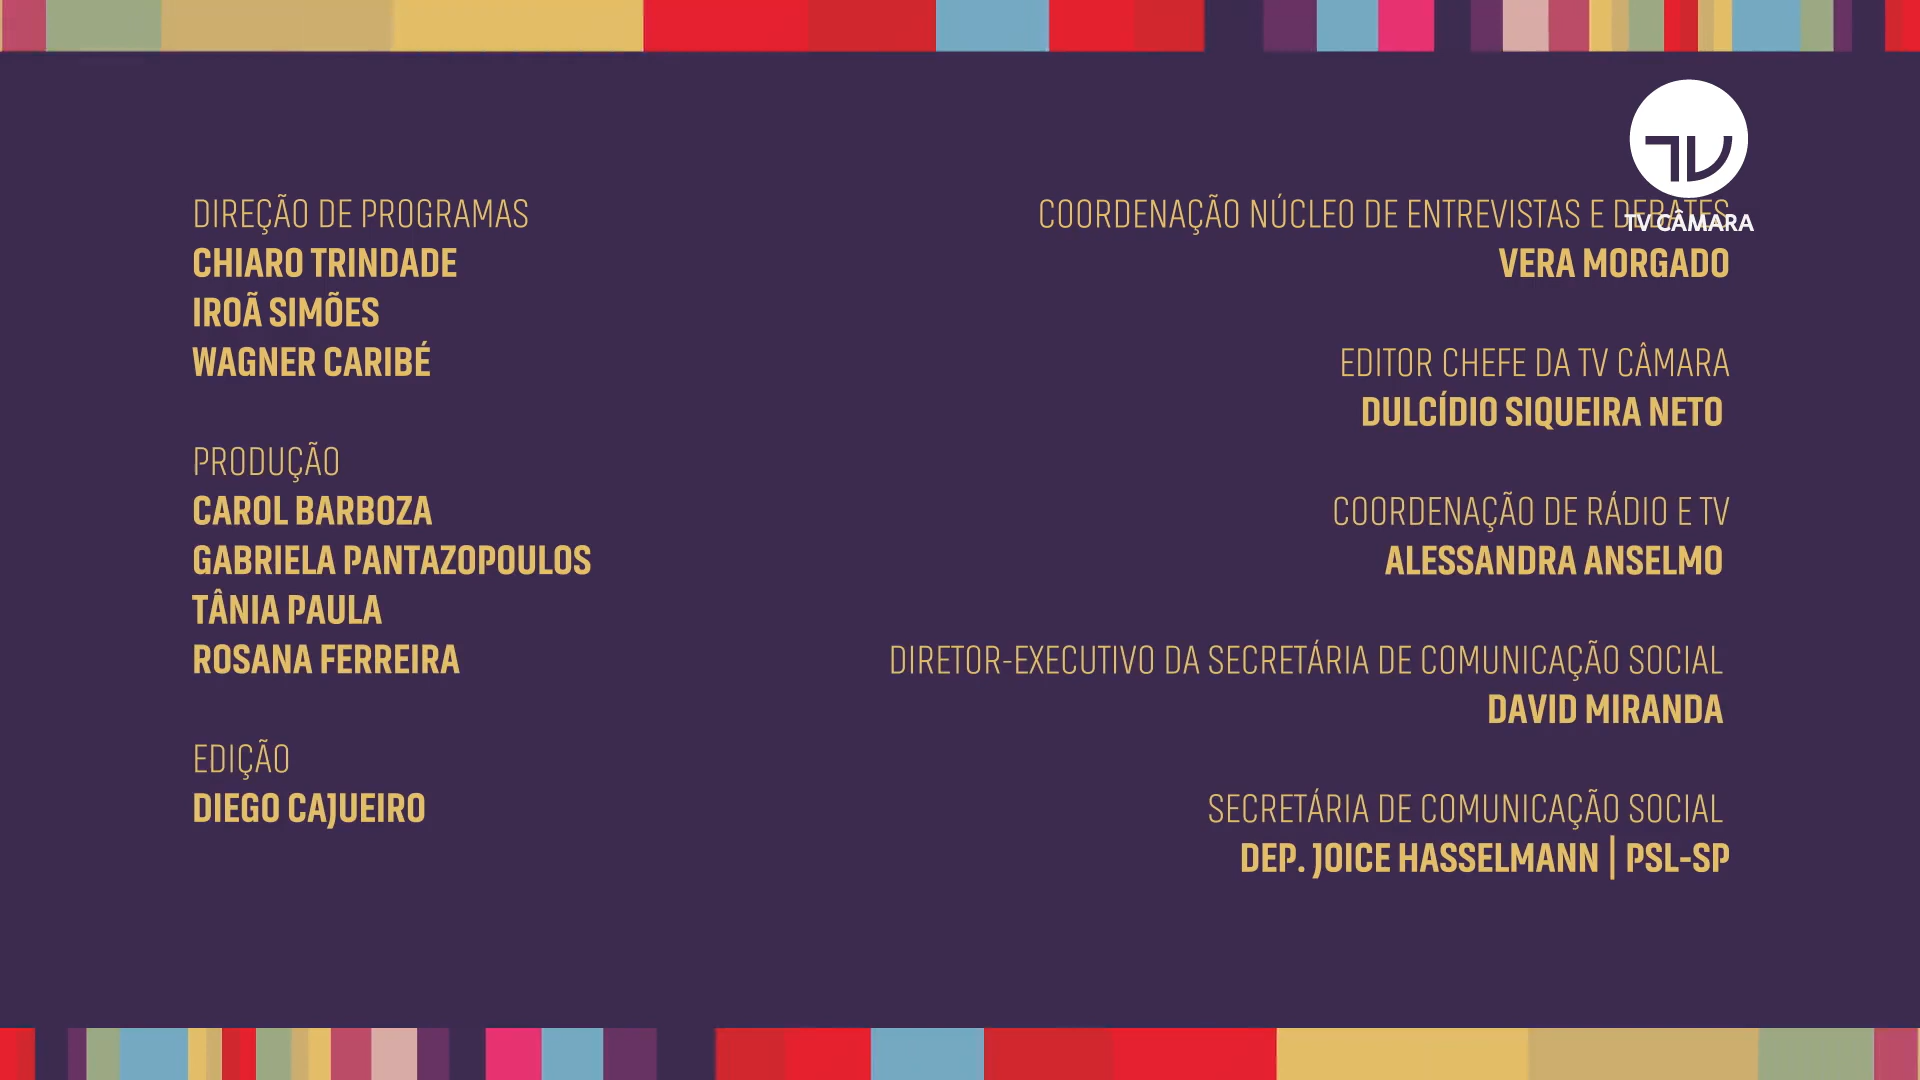 DIREÇÃO DE PROGRAMAS
CHIARO TRINDADE
IROÃ SIMÕES
WAGNER CARIBÉ
PRODUÇÃO
CAROL BARBOZA
GABRIELA PANTAZOPOULOS
TÂNIA PAULA
ROSANA FERREIRA
EDIÇÃO
DIEGO CAJUEIRO
TV
TV CÂMARA
COORDENAÇÃO NÚCLEO DE ENTREVISTAS E DEBATES
VERA MORGADO
EDITOR CHEFE DA TV CÂMARA
DULCÍDIO SIQUEIRA NETO
COORDENAÇÃO DE RÁDIO E TV
ALESSANDRA ANSELMO
DIRETOR-EXECUTIVO DA SECRETÁRIA DE COMUNICAÇÃO SOCIAL
DAVID MIRANDA
SECRETÁRIA DE COMUNICAÇÃO SOCIAL
DEP. JOICE HASSELMANN | PSL-SP